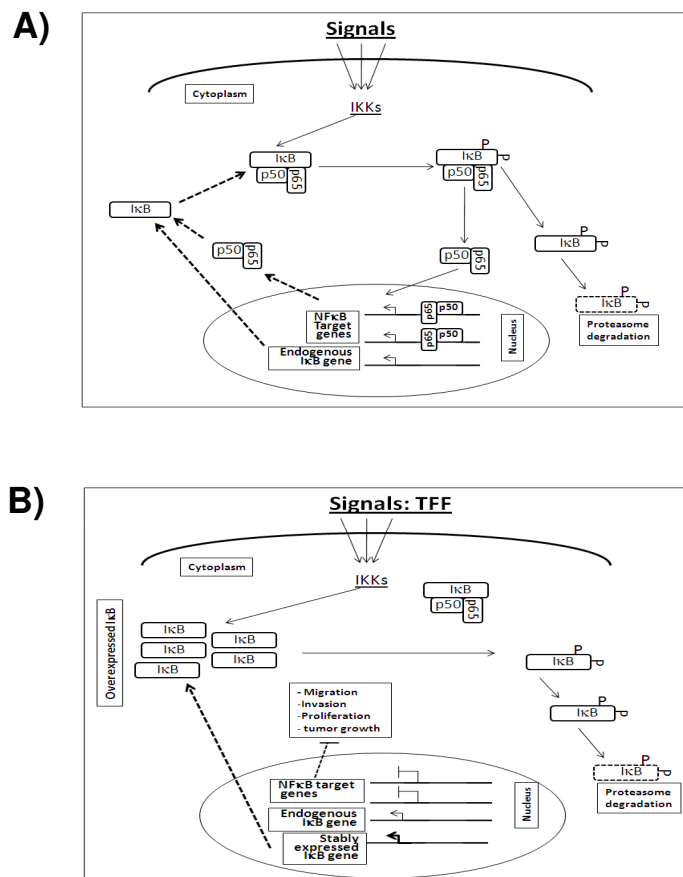 A)
Signals
Cytoplasm
IKKs
IκB
p50
p65
P
IκB
P
p50
p65
IκB
p50
p65
p50
p65
P
IκB
P
P
IκB
P
Proteasome
degradation
NFκB
Target
genes
p65
p50
p65
p50
Endogenous
IκB gene
Nucleus
B)
Signals: TFF
Cytoplasm
IKKs
IκB
p50
p65
Overexpressed IκB
IκB
IκB
IκB
IκB
IκB
P
IκB
P
P
IκB
P
P
IκB
P
Proteasome
degradation
- Migration
-Invasion
-Proliferation
- tumor growth
NFκB target
genes
Endogenous
IκB gene
Stably
expressed
IκB gene
Nucleus